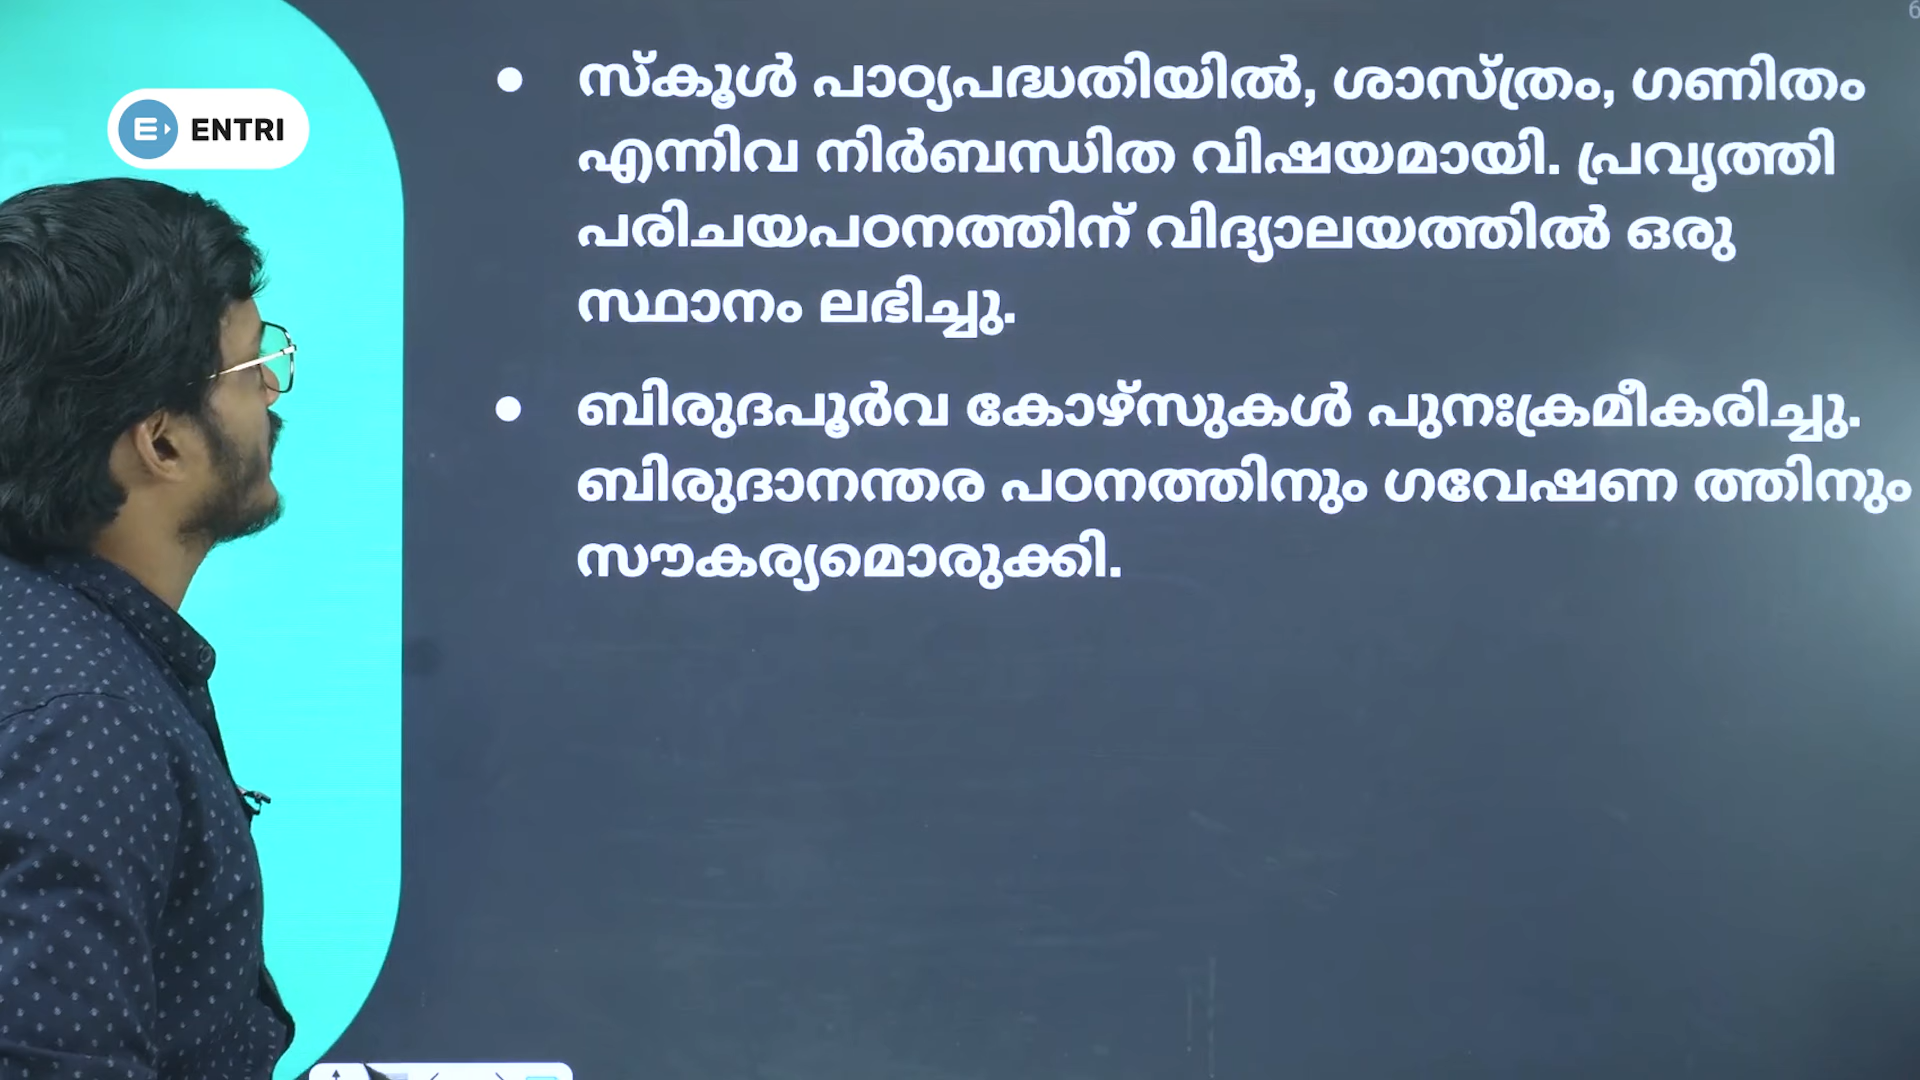 ENTRI
സ്കൂൾ പാഠ്യപദ്ധതിയിൽ, ശാസ്ത്രം, ഗണിതം
എന്നിവ നിർബന്ധിത വിഷയമായി. പ്രവൃത്തി
പരിചയപഠനത്തിന് വിദ്യാലയത്തിൽ ഒരു
സ്ഥാനം ലഭിച്ചു.
ബിരുദപൂർവ കോഴ്സുകൾ പുനഃക്രമീകരിച്ചു.
ബിരുദാനന്തര പഠനത്തിനും ഗവേഷണ ത്തിനും
സൗകര്യമൊരുക്കി.